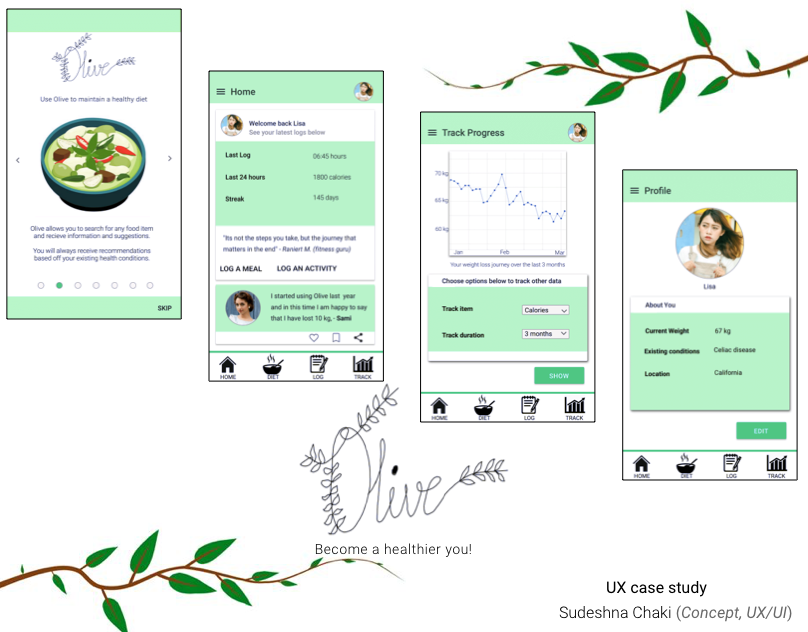 Olive
Use Olive to maintain a healthy diet
‹
›
Olive allows you to search for any food item
and recieve information and suggestions.
You will always receive recommendations
based off your existing health conditions.
SKIP
Home
Welcome back Lisa
See your latest logs below
Last Log 06:45 hours
Last 24 hours 1800 calories
Streak 145 days
"Its not the steps you take, but the journey that
matters in the end" - Raniert M. (fitness guru)
LOG A MEAL LOG AN ACTIVITY
I started using Olive last year
and in this time I am happy to say
that I have lost 10 kg, - Sami
HOME DIET LOG TRACK
Track Progress
70 kg
65 kg
60 kg
Jan Feb Mar
Your weight loss journey over the last 3 months
Choose options below to track other data
Track item Calories
Track duration 3 months
SHOW
HOME DIET LOG TRACK
Profile
Lisa
About You
Current Weight 67 kg
Existing conditions Celiac disease
Location California
EDIT
HOME DIET LOG TRACK
Olive
Become a healthier you!
UX case study
Sudeshna Chaki (Concept, UX/UI)